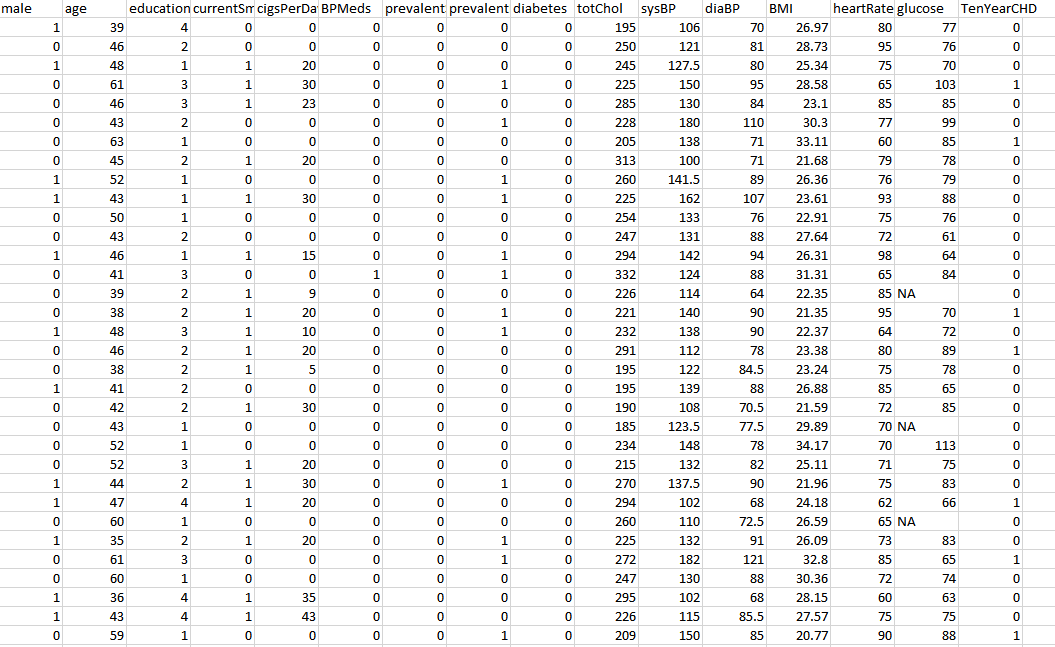 male age education currentSm cigsPerDa BPMeds prevalent prevalent diabetes totChol sysBP diaBP BMI heartRate glucose TenYearCHD
1 39 4 0 0 0 0 0 0 195 106 70 26.97 80 77 0
0 46 2 0 0 0 0 0 0 250 121 81 28.73 95 76 0
1 48 1 1 20 0 0 0 0 245 127.5 80 25.34 75 70 0
0 61 3 1 30 0 0 1 0 225 150 95 28.58 65 103 1
0 46 3 1 23 0 0 0 0 285 130 84 23.1 85 85 0
0 43 2 0 0 0 0 1 0 228 180 110 30.3 77 99 0
0 63 1 0 0 0 0 0 0 205 138 71 33.11 60 85 1
0 45 2 1 20 0 0 0 0 313 100 71 21.68 79 78 0
1 52 1 0 0 0 0 1 0 260 141.5 89 26.36 76 79 0
1 43 1 1 30 0 0 1 0 225 162 107 23.61 93 88 0
0 50 1 0 0 0 0 0 0 254 133 76 22.91 75 76 0
0 43 2 0 0 0 0 0 0 247 131 88 27.64 72 61 0
1 46 1 1 15 0 0 1 0 294 142 94 26.31 98 64 0
0 41 3 0 0 1 0 1 0 332 124 88 31.31 65 84 0
0 39 2 1 9 0 0 0 0 226 114 64 22.35 85 NA 0
0 38 2 1 20 0 0 1 0 221 140 90 21.35 95 70 1
1 48 3 1 10 0 0 1 0 232 138 90 22.37 64 72 0
0 46 2 1 20 0 0 0 0 291 112 78 23.38 80 89 1
0 38 2 1 5 0 0 0 0 195 122 84.5 23.24 75 78 0
1 41 2 0 0 0 0 0 0 195 139 88 26.88 85 65 0
0 42 2 1 30 0 0 0 0 190 108 70.5 21.59 72 85 0
0 43 1 0 0 0 0 0 0 185 123.5 77.5 29.89 70 NA 0
0 52 1 0 0 0 0 0 0 234 148 78 34.17 70 113 0
0 52 3 1 20 0 0 0 0 215 132 82 25.11 71 75 0
1 44 2 1 30 0 0 1 0 270 137.5 90 21.96 75 83 0
1 47 4 1 20 0 0 0 0 294 102 68 24.18 62 66 1
0 60 1 0 0 0 0 0 0 260 110 72.5 26.59 65 NA 0
1 35 2 1 20 0 0 1 0 225 132 91 26.09 73 83 0
0 61 3 0 0 0 0 1 0 272 182 121 32.8 85 65 1
0 60 1 0 0 0 0 0 0 247 130 88 30.36 72 74 0
1 36 4 1 35 0 0 0 0 295 102 68 28.15 60 63 0
1 43 4 1 43 0 0 0 0 226 115 85.5 27.57 75 75 0
0 59 1 0 0 0 0 1 0 209 150 85 20.77 90 88 1